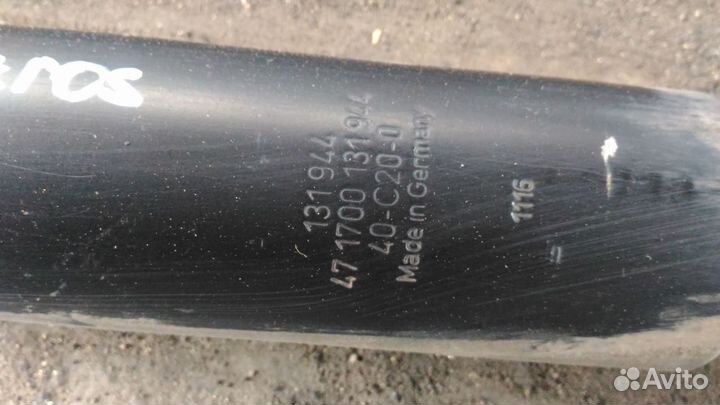 131 944
47 1700 131 944
40-C20-0
Made in Germany
1116
Avito